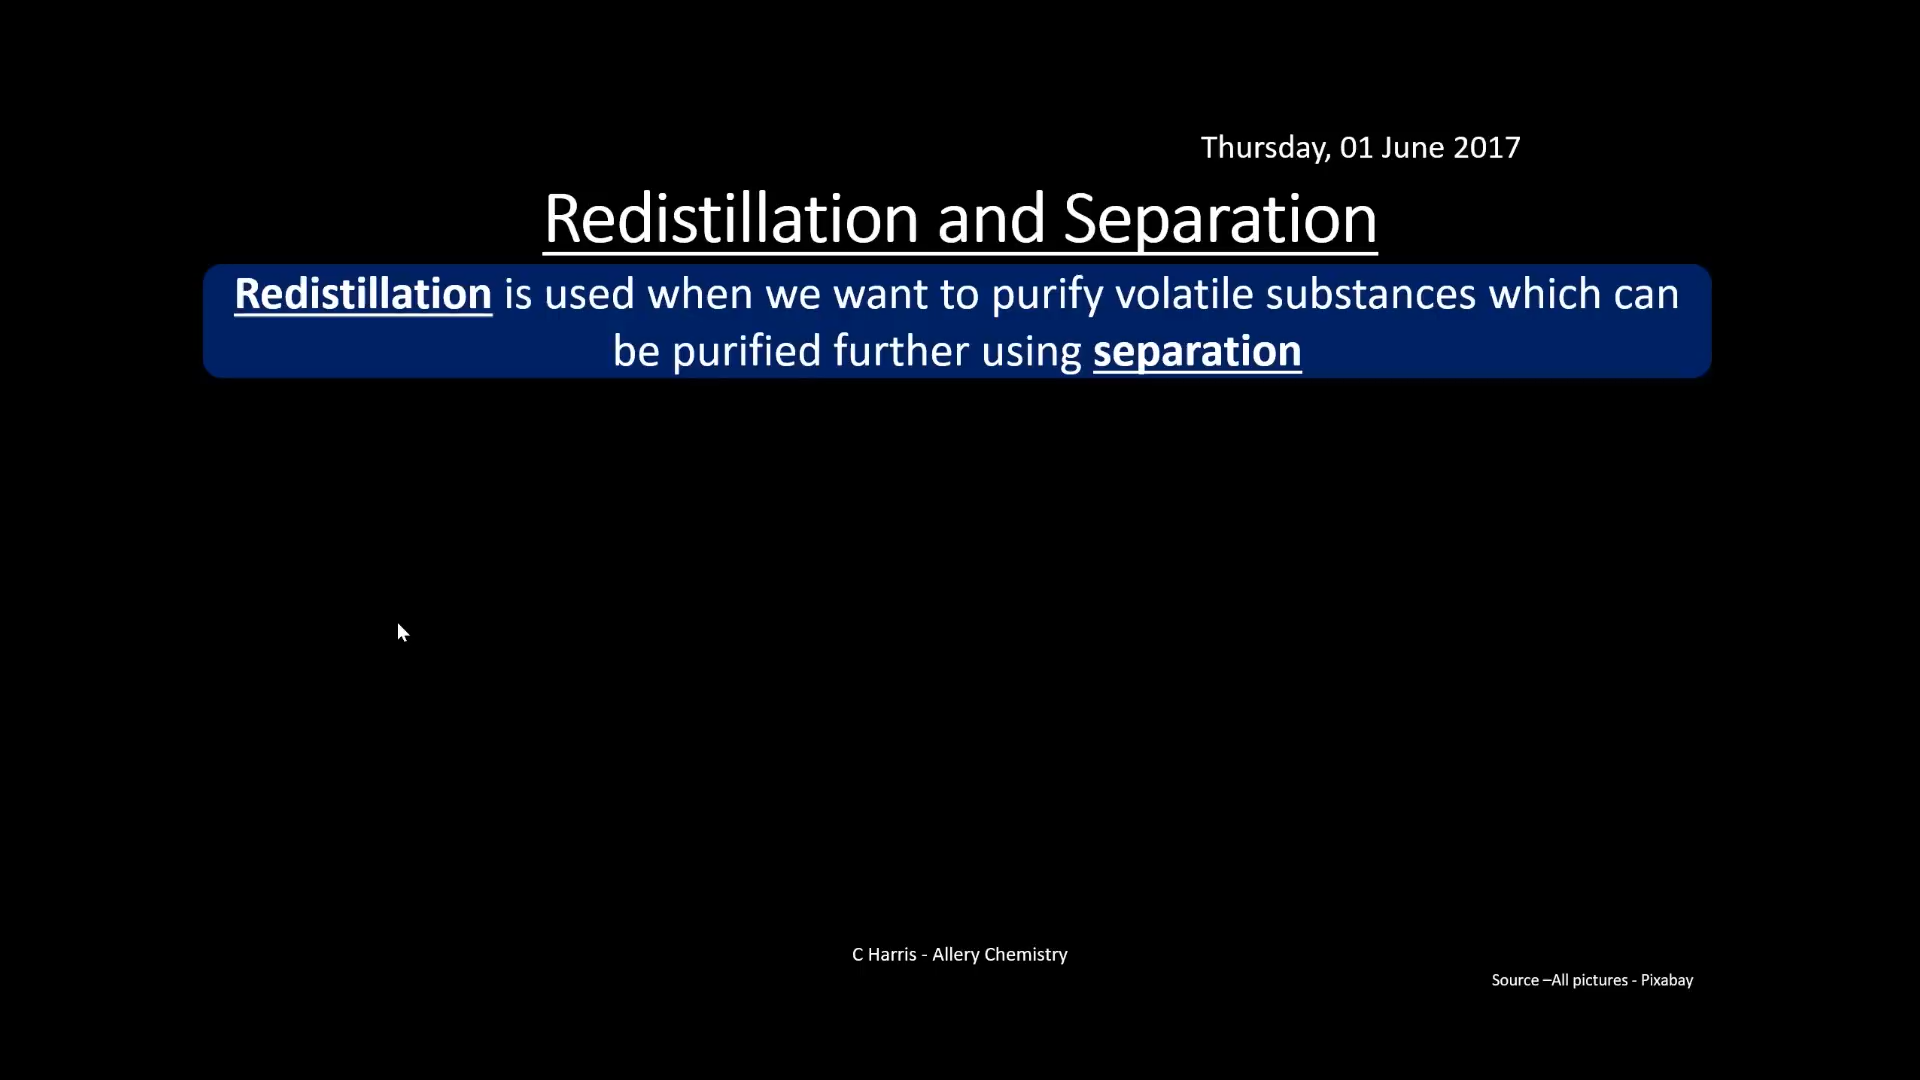 Thursday, 01 June 2017
Redistillation and Separation
Redistillation is used when we want to purify volatile substances which can
be purified further using separation
C Harris - Allery Chemistry
Source –All pictures - Pixabay